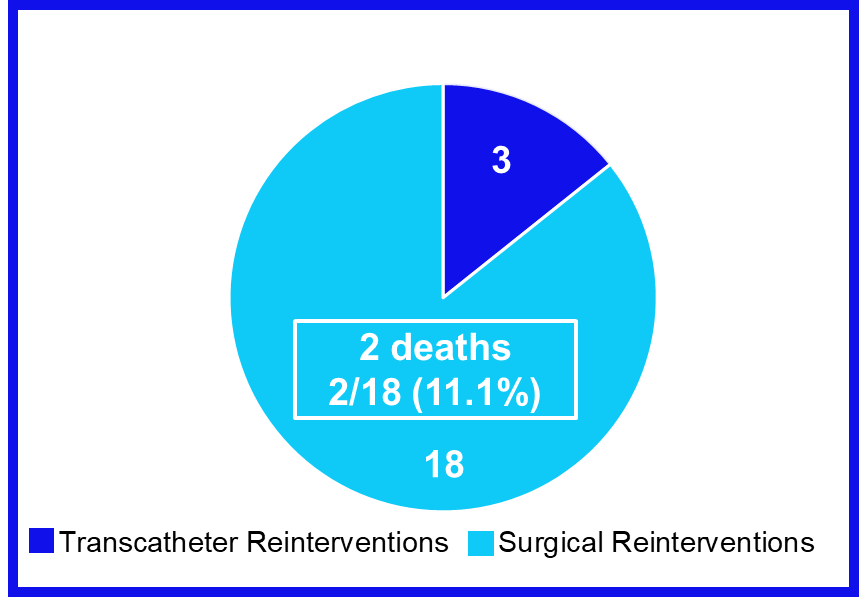 3
2 deaths
2/18 (11.1%)
18
Transcatheter Reinterventions
Surgical Reinterventions